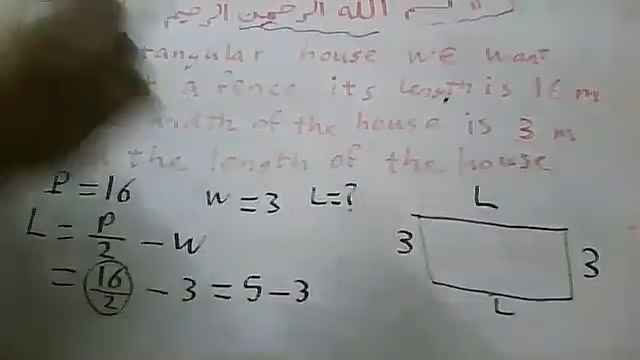 بسم الله الرحمن الرحيم
tangular house we want
a fence its length is 16 m
width of the house is 3 m
the length of the house
P = 16 W = 3 L = ?
L = P/2 - W
= 16/2 - 3 = 5 - 3
L
3 3
L